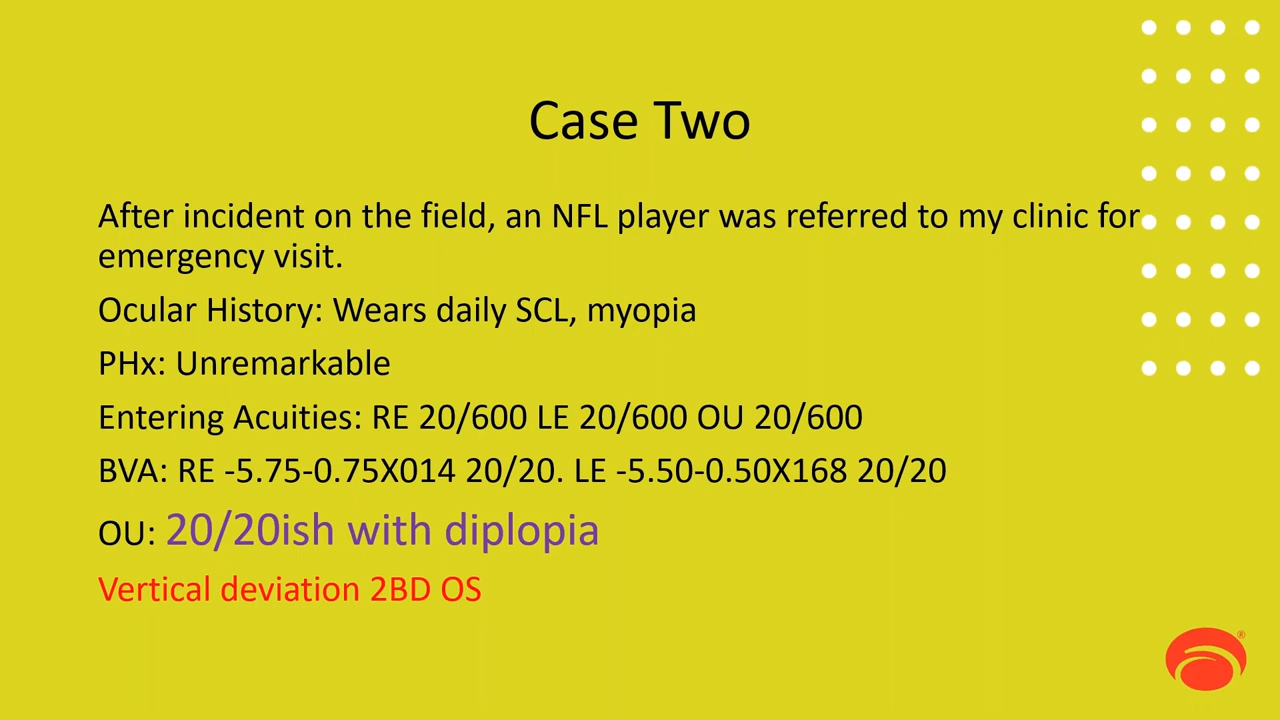 Case Two
After incident on the field, an NFL player was referred to my clinic for
emergency visit.
Ocular History: Wears daily SCL, myopia
PHx: Unremarkable
Entering Acuities: RE 20/600 LE 20/600 OU 20/600
BVA: RE -5.75-0.75X014 20/20. LE -5.50-0.50X168 20/20
OU: 20/20ish with diplopia
Vertical deviation 2BD OS
®